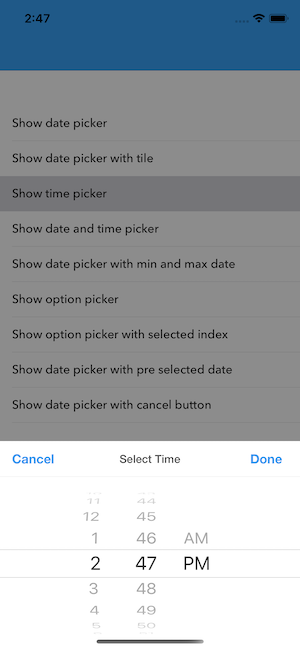 2:47
Show date picker
Show date picker with tile
Show time picker
Show date and time picker
Show date picker with min and max date
Show option picker
Show option picker with selected index
Show date picker with pre selected date
Show date picker with cancel button
Cancel Select Time Done
11 44
12 45
1 46 AM
2 47 PM
3 48
4 49
5 50